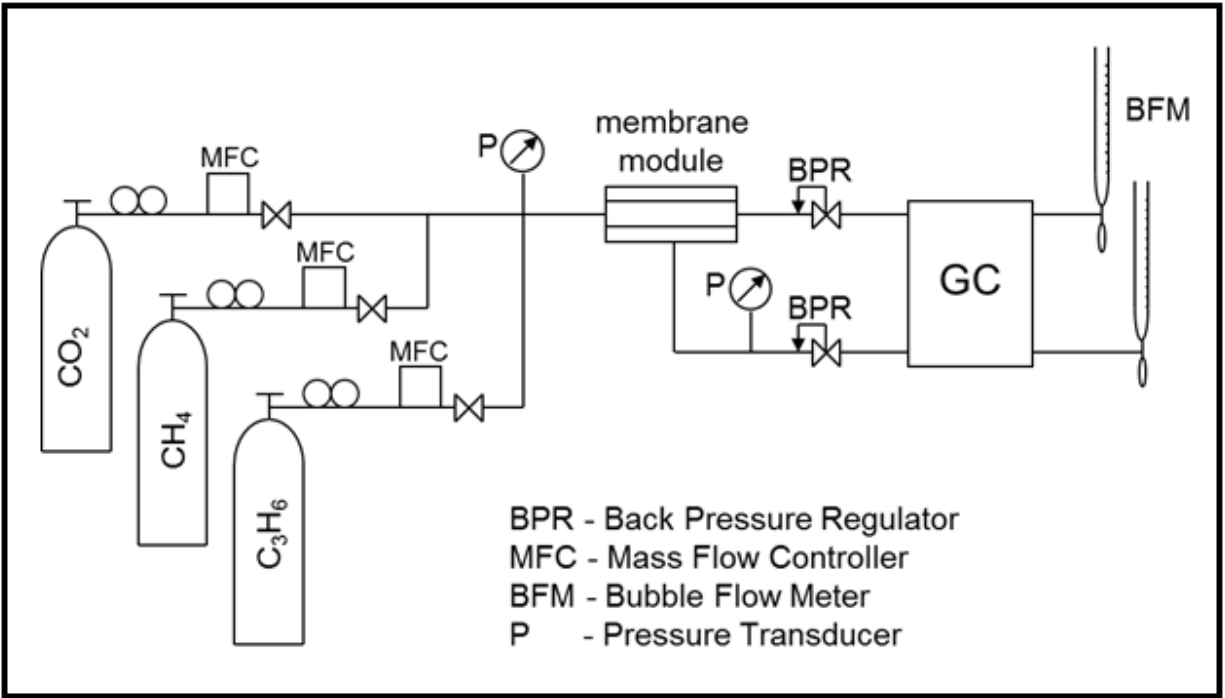 membrane
module
BFM
P
MFC
BPR
MFC
P
GC
BPR
MFC
CO₂
CH₄
C₃H₆
BPR - Back Pressure Regulator
MFC - Mass Flow Controller
BFM - Bubble Flow Meter
P - Pressure Transducer